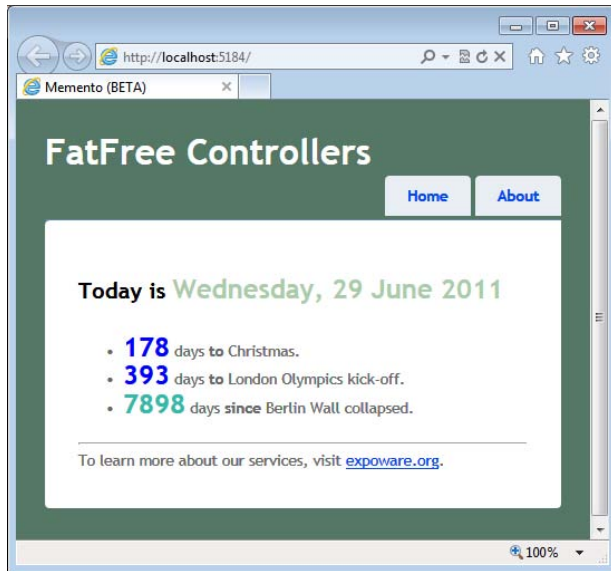 http://localhost:5184/
Memento (BETA)
FatFree Controllers
Home
About
Today is Wednesday, 29 June 2011
178 days to Christmas.
393 days to London Olympics kick-off.
7898 days since Berlin Wall collapsed.
To learn more about our services, visit expoware.org.
100%